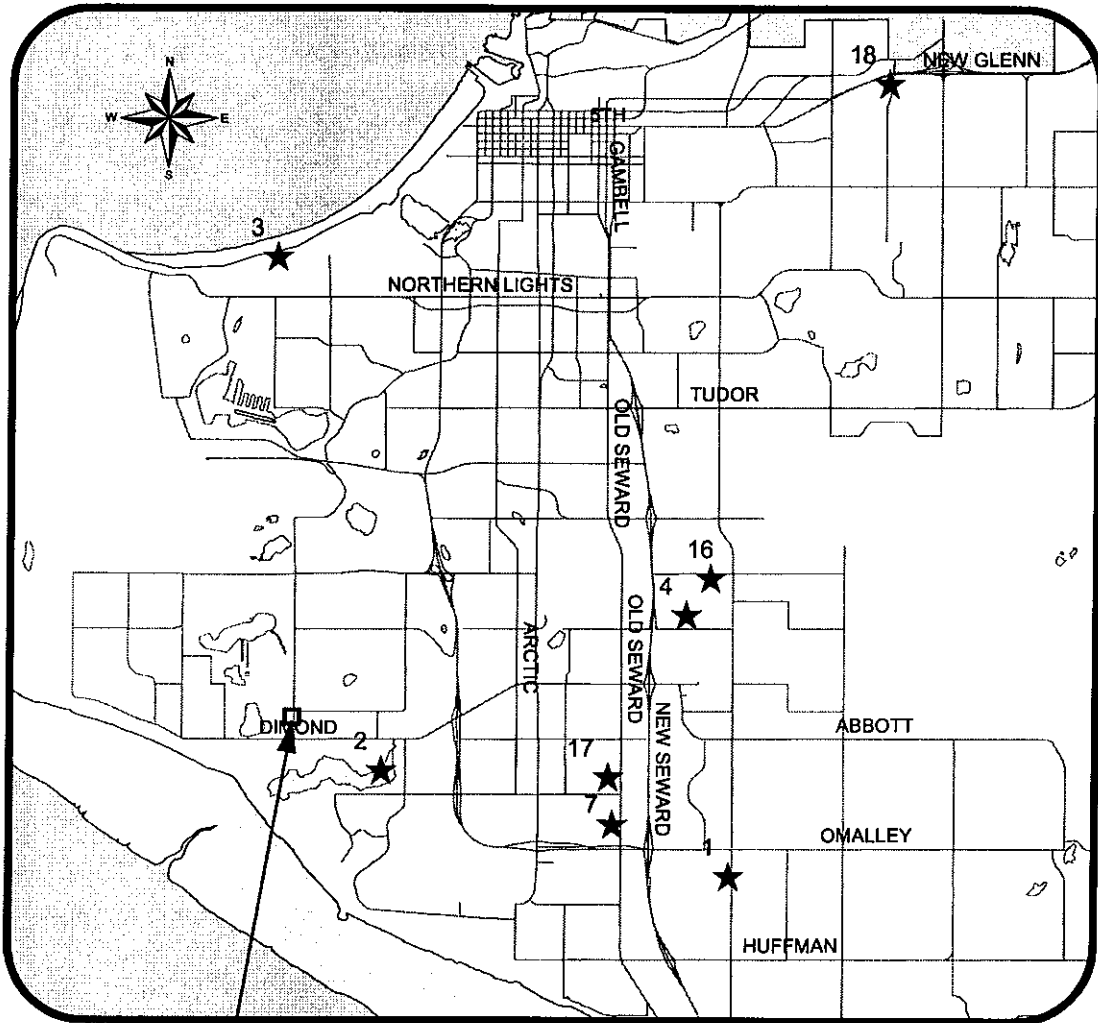 18
NEW GLENN
N
W E
S
5TH
GAMBELL
3
NORTHERN LIGHTS
TUDOR
OLD SEWARD
16
4
OLD SEWARD
ARCTIC
DIMOND
NEW SEWARD
ABBOTT
2
17
7
OMALLEY
1
HUFFMAN